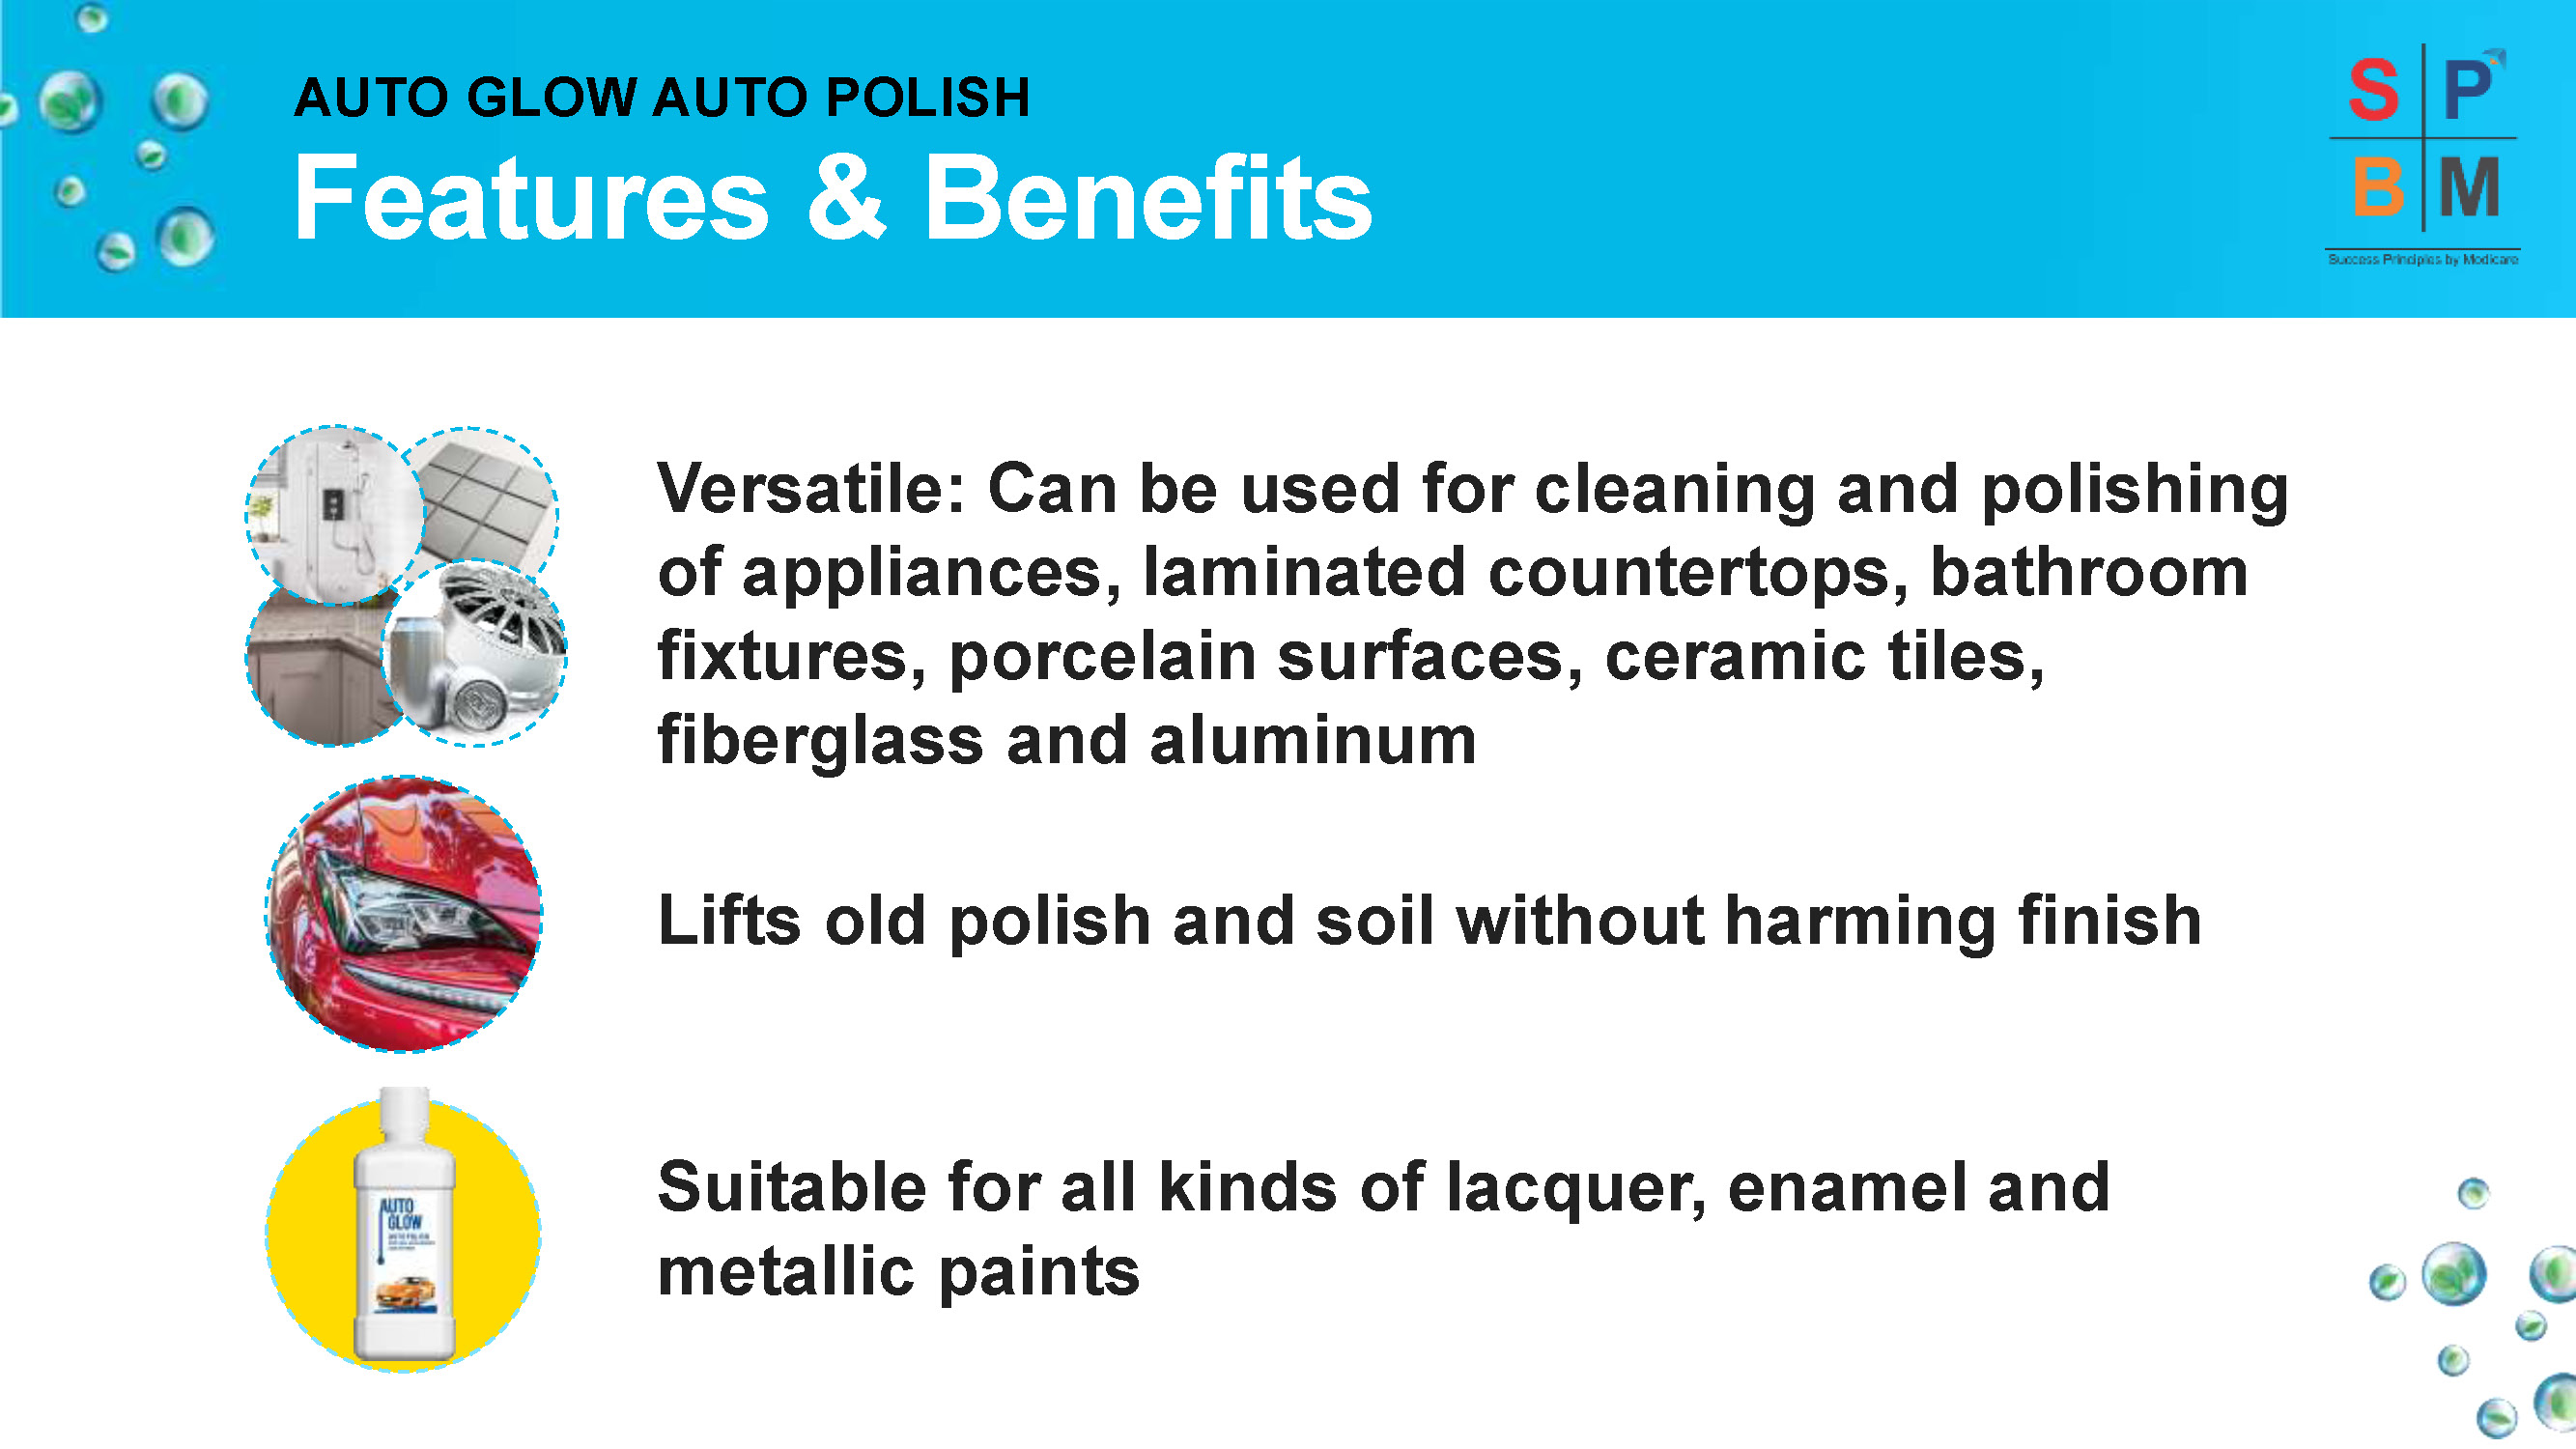 AUTO GLOW AUTO POLISH
Features & Benefits
S P
B M
Success Principles by Modicare
Versatile: Can be used for cleaning and polishing
of appliances, laminated countertops, bathroom
fixtures, porcelain surfaces, ceramic tiles,
fiberglass and aluminum
Lifts old polish and soil without harming finish
Suitable for all kinds of lacquer, enamel and
metallic paints
AUTO
GLOW
AUTO POLISH